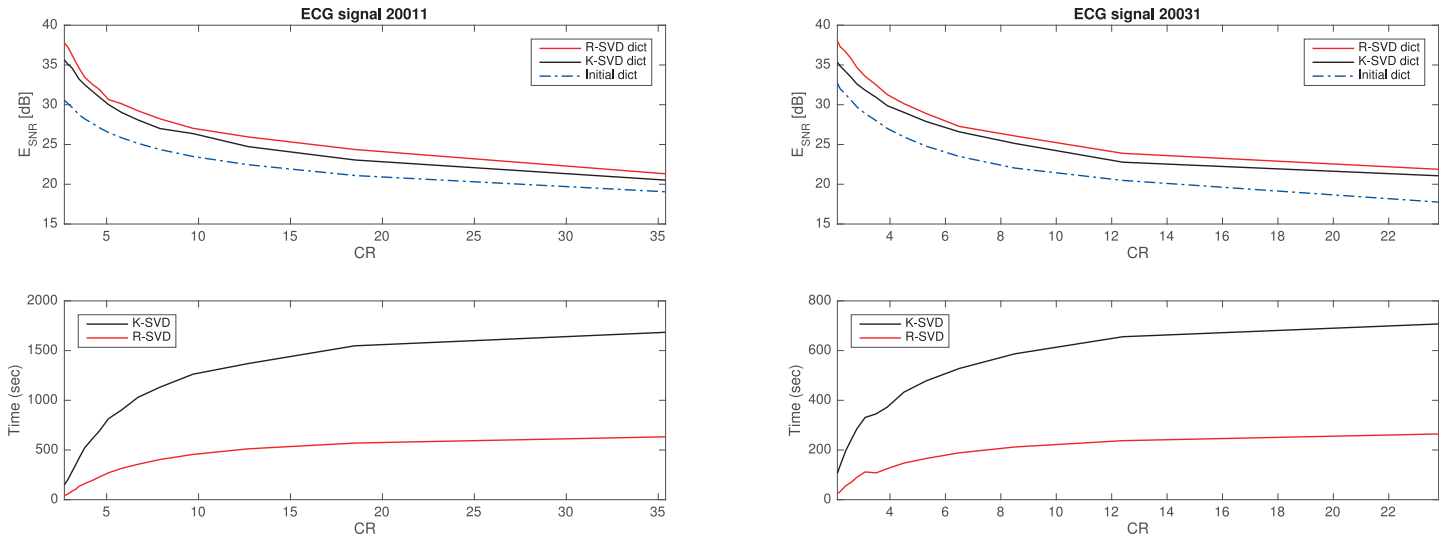 ECG signal 20011
40
35
30
25
20
15
E_SNR [dB]
R-SVD dict
K-SVD dict
Initial dict
5 10 15 20 25 30 35
CR
ECG signal 20031
40
35
30
25
20
15
E_SNR [dB]
R-SVD dict
K-SVD dict
Initial dict
4 6 8 10 12 14 16 18 20 22
CR
2000
1500
1000
500
0
Time (sec)
K-SVD
R-SVD
5 10 15 20 25 30 35
CR
800
600
400
200
0
Time (sec)
K-SVD
R-SVD
4 6 8 10 12 14 16 18 20 22
CR